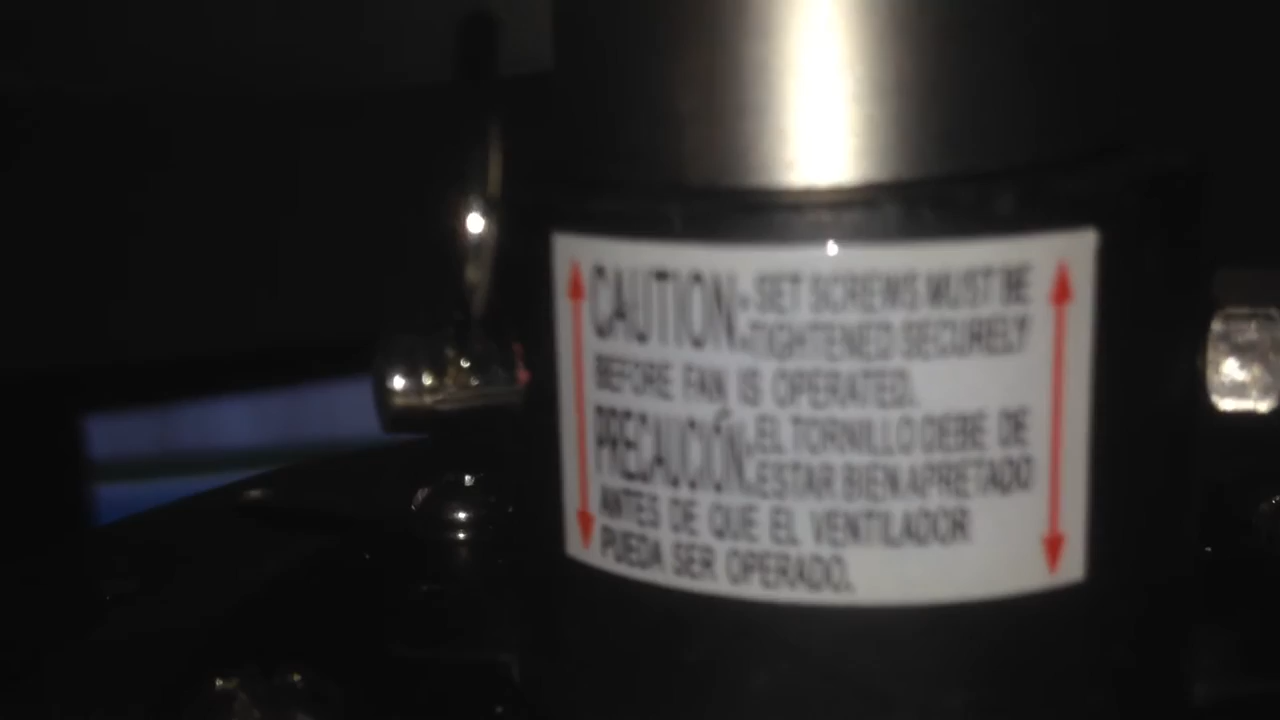 CAUTION: SET SCREWS MUST BE
TIGHTENED SECURELY
BEFORE FAN IS OPERATED.
PRECAUCIÓN: EL TORNILLO DEBE DE
ESTAR BIEN APRETADO
ANTES DE QUE EL VENTILADOR
PUEDA SER OPERADO.